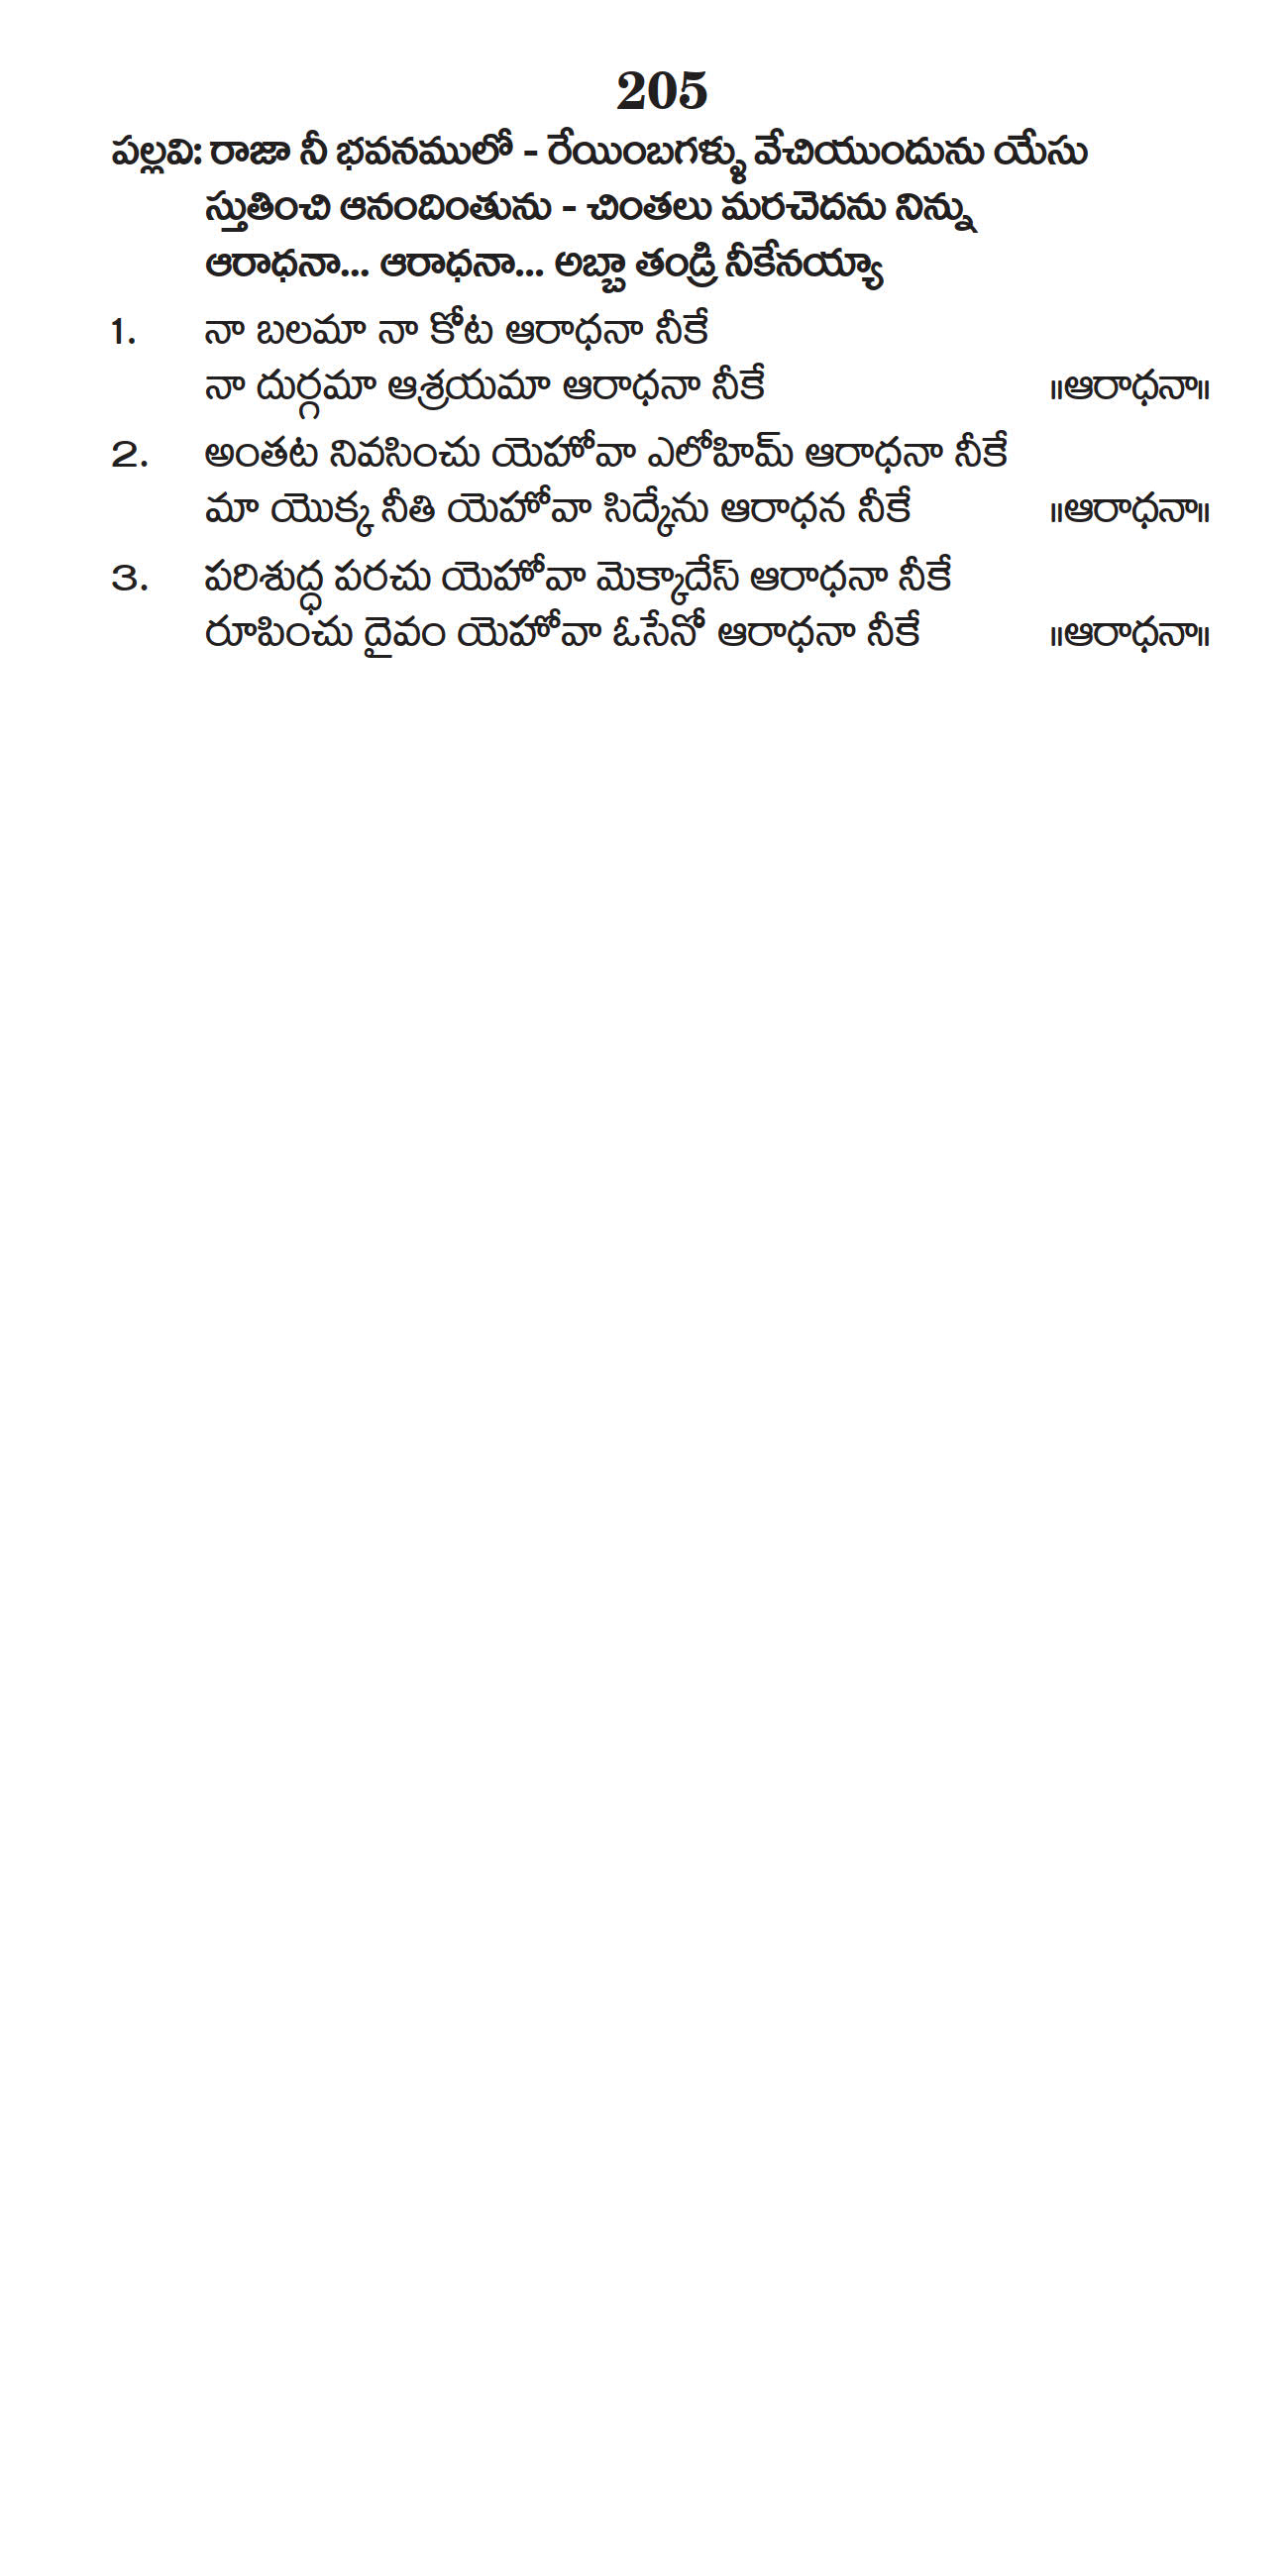 205
పల్లవి: రాజా నీ భవనములో - రేయింబగళ్ళు వేచియుందును యేసు
స్తుతించి ఆనందింతును - చింతలు మరచెదను నిన్ను
ఆరాధనా... ఆరాధనా... అబ్బా తండ్రి నీకేనయ్యా
1. నా బలమా నా కోట ఆరాధనా నీకే
నా దుర్గమా ఆశ్రయమా ఆరాధనా నీకే ॥ఆరాధనా॥
2. అంతట నివసించు యెహోవా ఎలోహిమ్ ఆరాధనా నీకే
మా యొక్క నీతి యెహోవా సిద్కేను ఆరాధన నీకే ॥ఆరాధనా॥
3. పరిశుద్ధ పరచు యెహోవా మెక్కాదేస్ ఆరాధనా నీకే
రూపించు దైవం యెహోవా ఓసేనో ఆరాధనా నీకే ॥ఆరాధనా॥